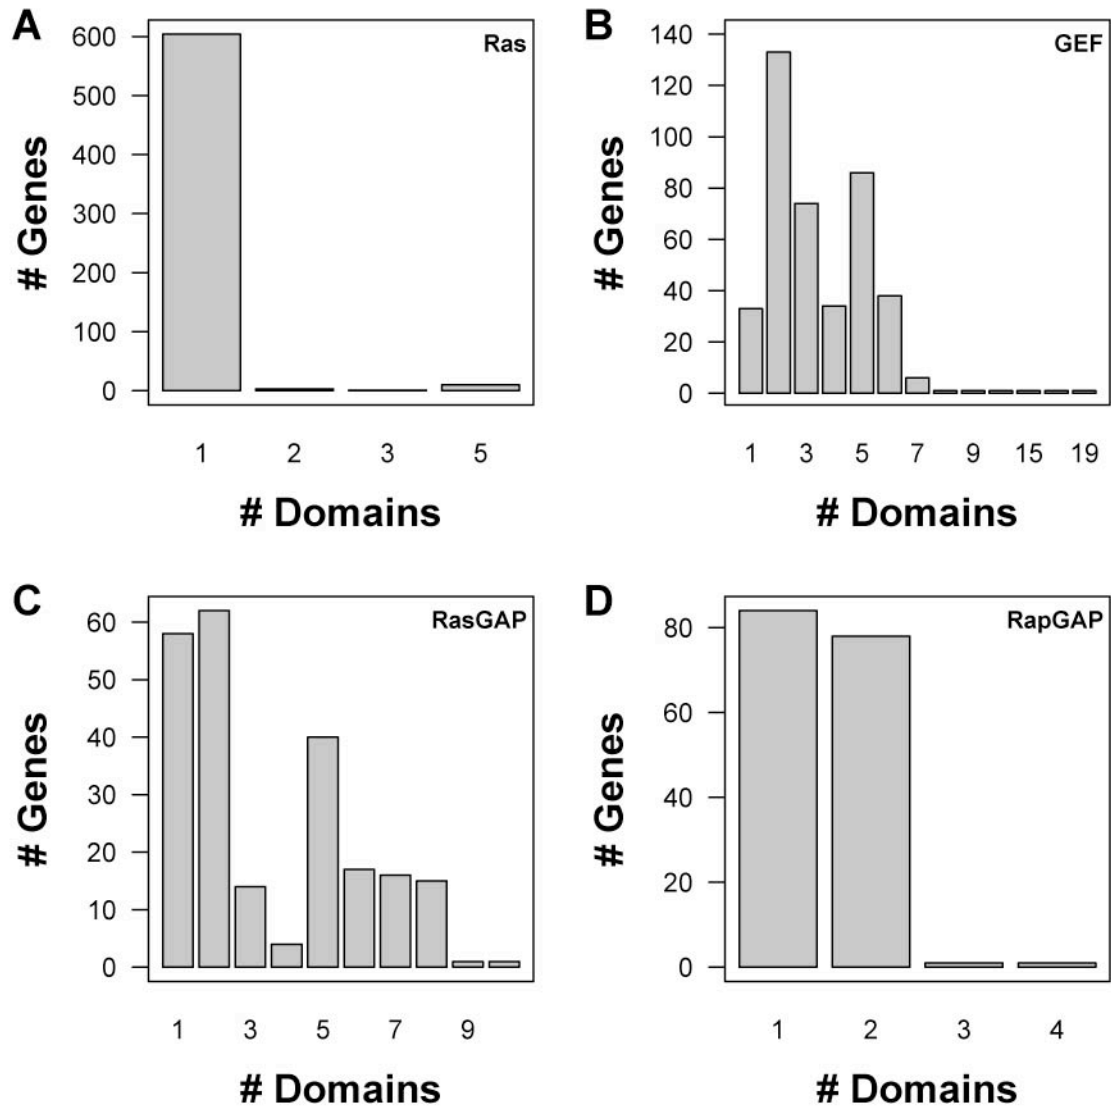 A
Ras
# Genes
600
500
400
300
200
100
0
1 2 3 5
# Domains
B
GEF
# Genes
140
120
100
80
60
40
20
0
1 3 5 7 9 15 19
# Domains
C
RasGAP
# Genes
60
50
40
30
20
10
0
1 3 5 7 9
# Domains
D
RapGAP
# Genes
80
60
40
20
0
1 2 3 4
# Domains